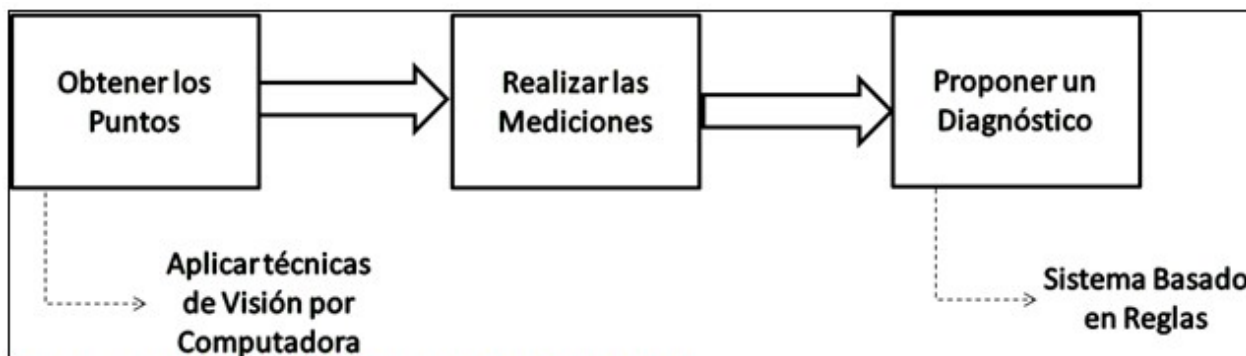 Obtener los
Puntos
Realizar las
Mediciones
Proponer un
Diagnóstico
Aplicar técnicas
de Visión por
Computadora
Sistema Basado
en Reglas